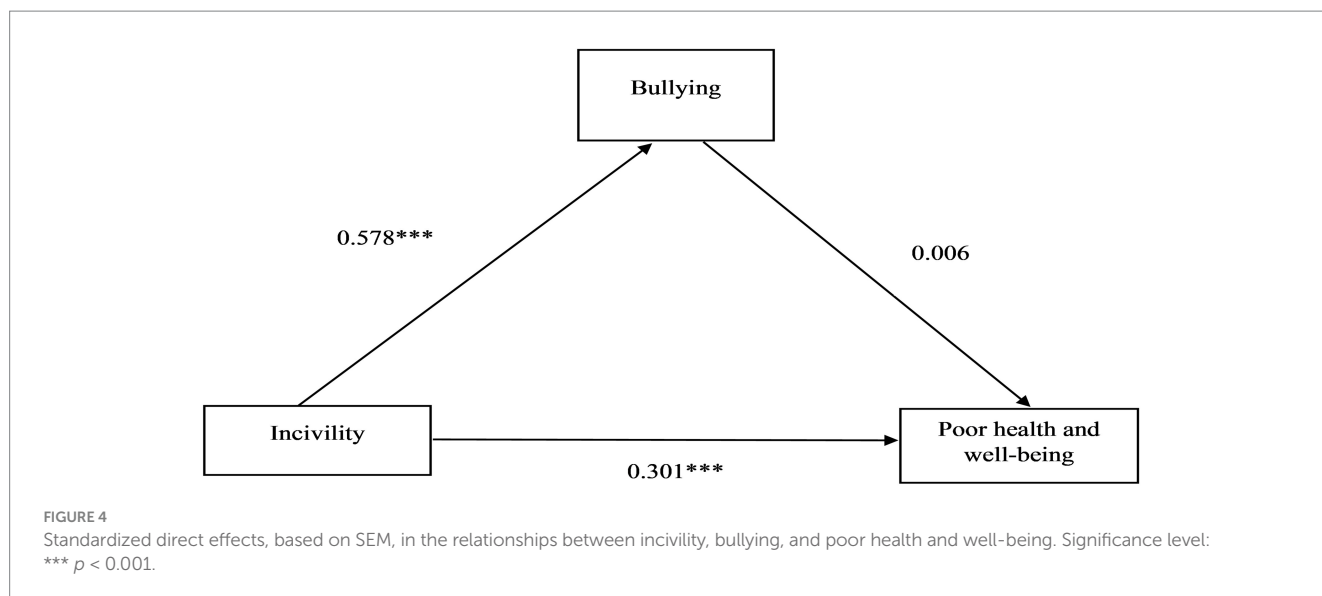 Bullying
0.578***
0.006
Incivility
Poor health and
well-being
0.301***
FIGURE 4
Standardized direct effects, based on SEM, in the relationships between incivility, bullying, and poor health and well-being. Significance level:
*** p < 0.001.